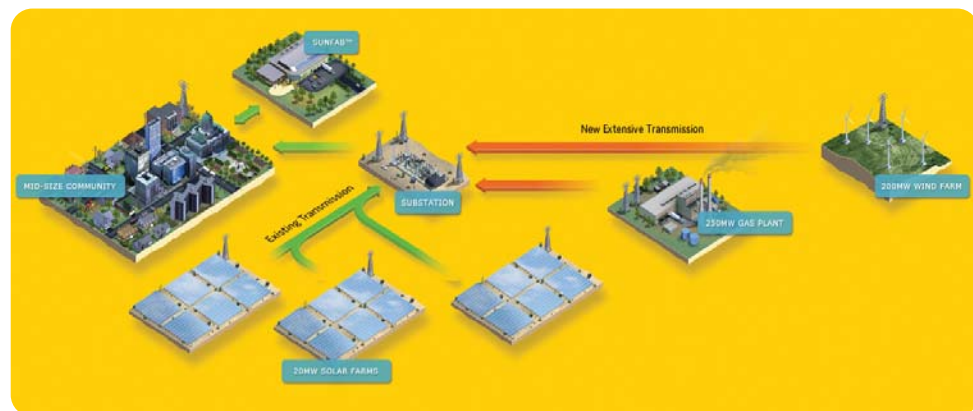 SUNFAB™
New Extensive Transmission
MID-SIZE COMMUNITY
200MW WIND FARM
SUBSTATION
250MW GAS PLANT
Existing Transmission
20MW SOLAR FARMS